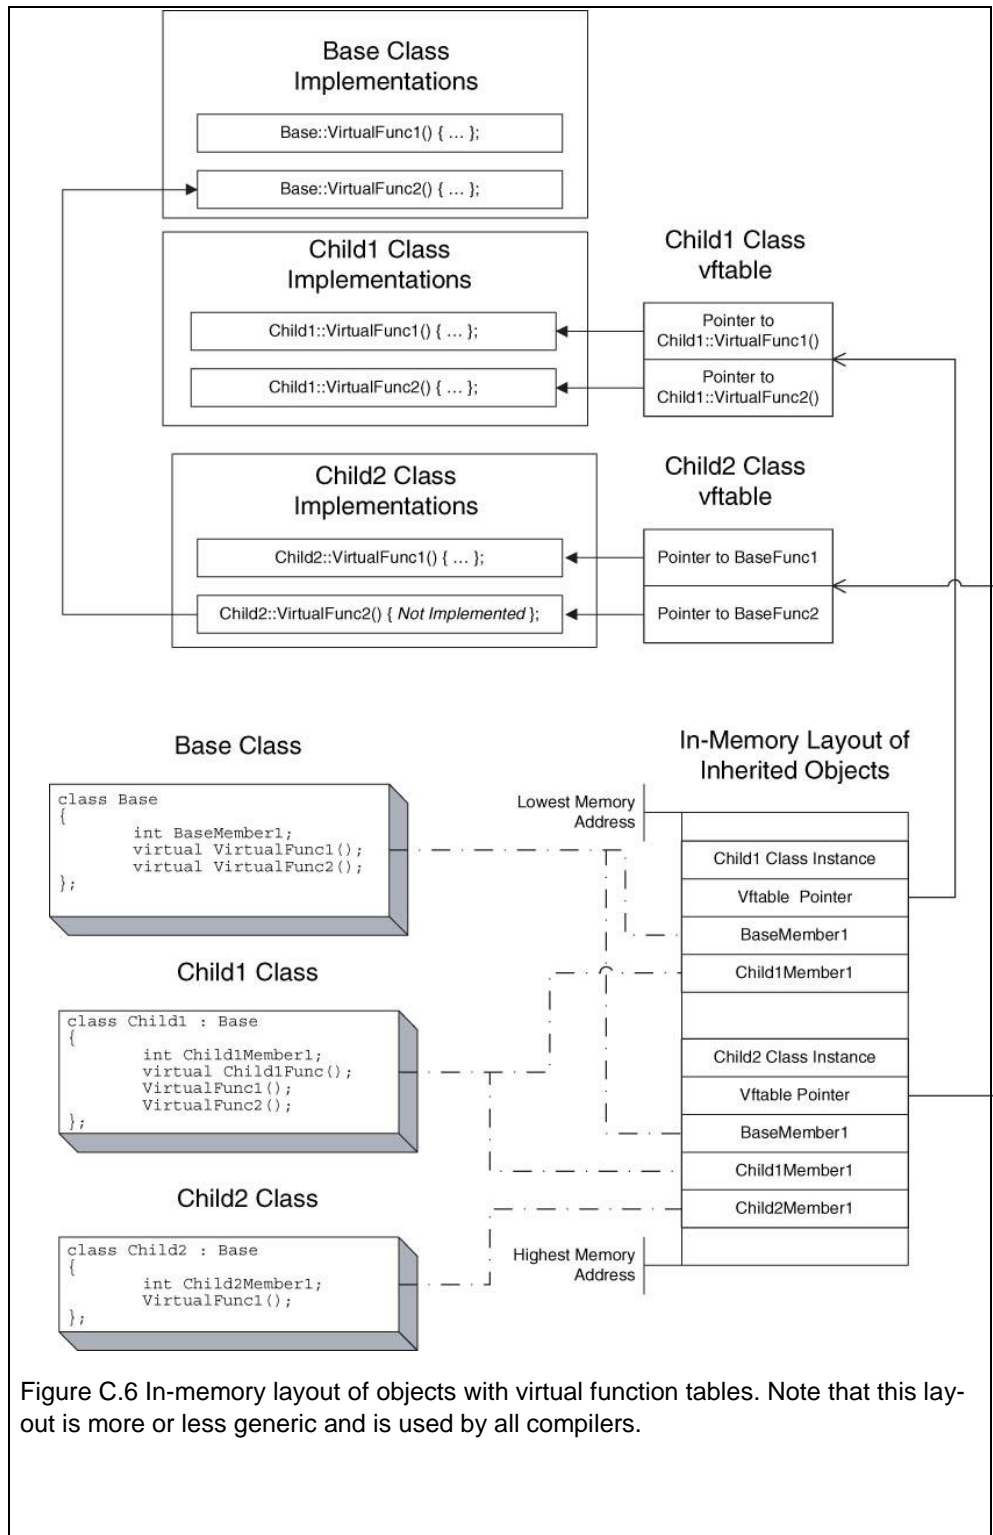 Base Class
Implementations
Base::VirtualFunc1() { ... };
Base::VirtualFunc2() { ... };
Child1 Class
Implementations
Child1::VirtualFunc1() { ... };
Child1::VirtualFunc2() { ... };
Child1 Class
vftable
Pointer to
Child1::VirtualFunc1()
Pointer to
Child1::VirtualFunc2()
Child2 Class
Implementations
Child2::VirtualFunc1() { ... };
Child2::VirtualFunc2() { Not Implemented };
Child2 Class
vftable
Pointer to BaseFunc1
Pointer to BaseFunc2
Base Class
class Base
{
int BaseMember1;
virtual VirtualFunc1();
virtual VirtualFunc2();
};
Child1 Class
class Child1 : Base
{
int Child1Member1;
virtual Child1Func();
VirtualFunc1();
VirtualFunc2();
};
Child2 Class
class Child2 : Base
{
int Child2Member1;
VirtualFunc1();
};
In-Memory Layout of
Inherited Objects
Lowest Memory
Address
Child1 Class Instance
Vftable Pointer
BaseMember1
Child1Member1
Child2 Class Instance
Vftable Pointer
BaseMember1
Child1Member1
Child2Member1
Highest Memory
Address
Figure C.6 In-memory layout of objects with virtual function tables. Note that this lay-
out is more or less generic and is used by all compilers.